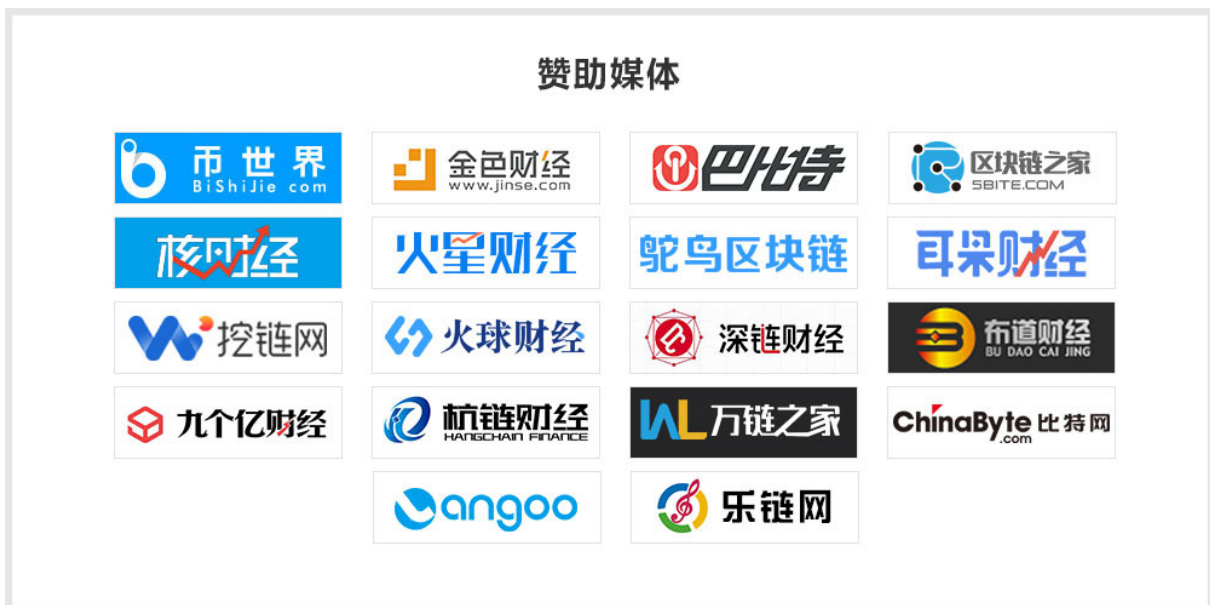 赞助媒体
币世界
BiShiJie com
金色财经
www.jinse.com
巴比特
区块链之家
5BITE.COM
核财经
火星财经
鸵鸟区块链
耳朵财经
挖链网
火球财经
深链财经
布道财经
BU DAO CAI JING
九个亿财经
杭链财经
HANGCHAIN FINANCE
WL 万链之家
ChinaByte 比特网
.com
angoo
乐链网